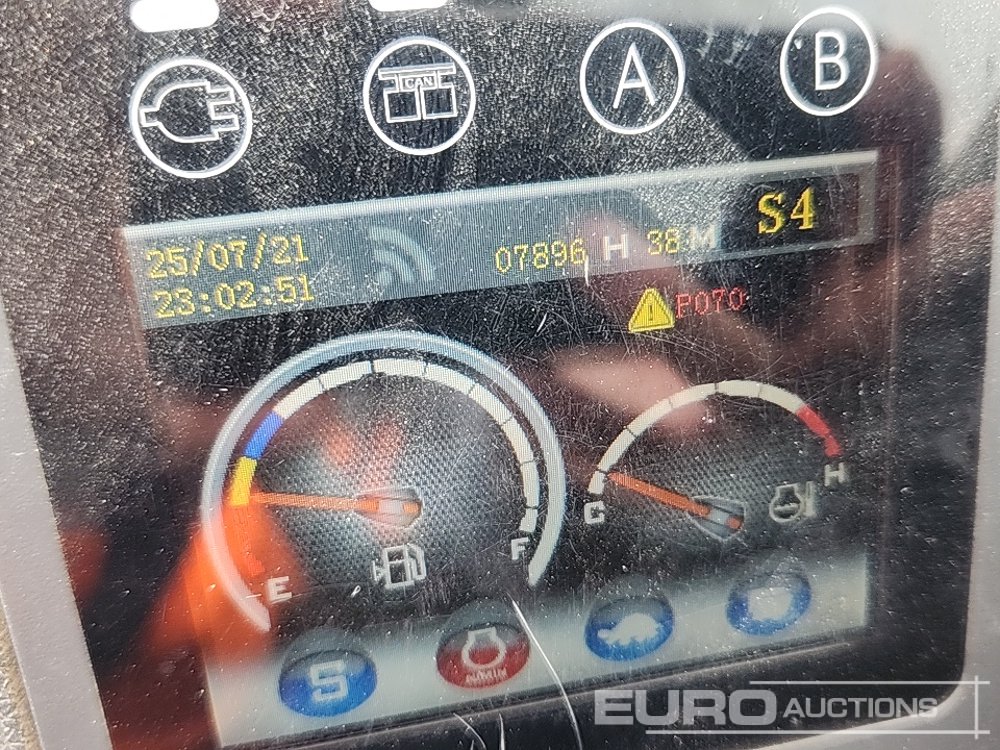 CAN A B
25/07/21 07896 H 38 M S4
23:02:51
P070
E F C H
S
EURO AUCTIONS